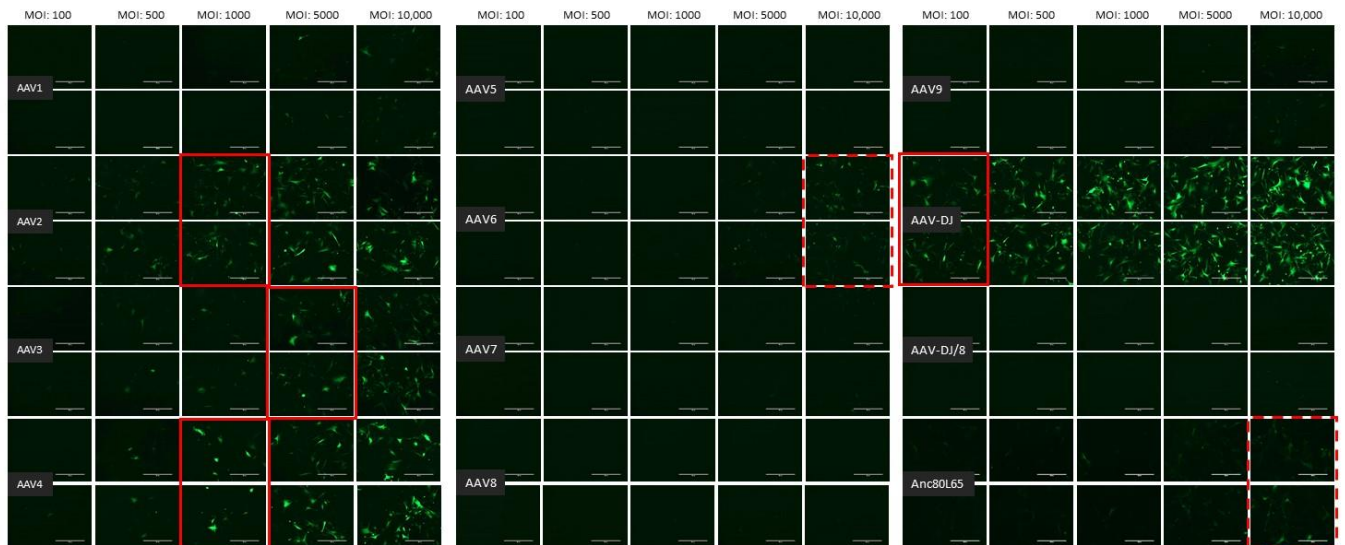 MOI: 100 MOI: 500 MOI: 1000 MOI: 5000 MOI: 10,000 MOI: 100 MOI: 500 MOI: 1000 MOI: 5000 MOI: 10,000 MOI: 100 MOI: 500 MOI: 1000 MOI: 5000 MOI: 10,000
AAV1 AAV5 AAV9
AAV2 AAV6 AAV-DJ
AAV3 AAV7 AAV-DJ/8
AAV4 AAV8 Anc80L65